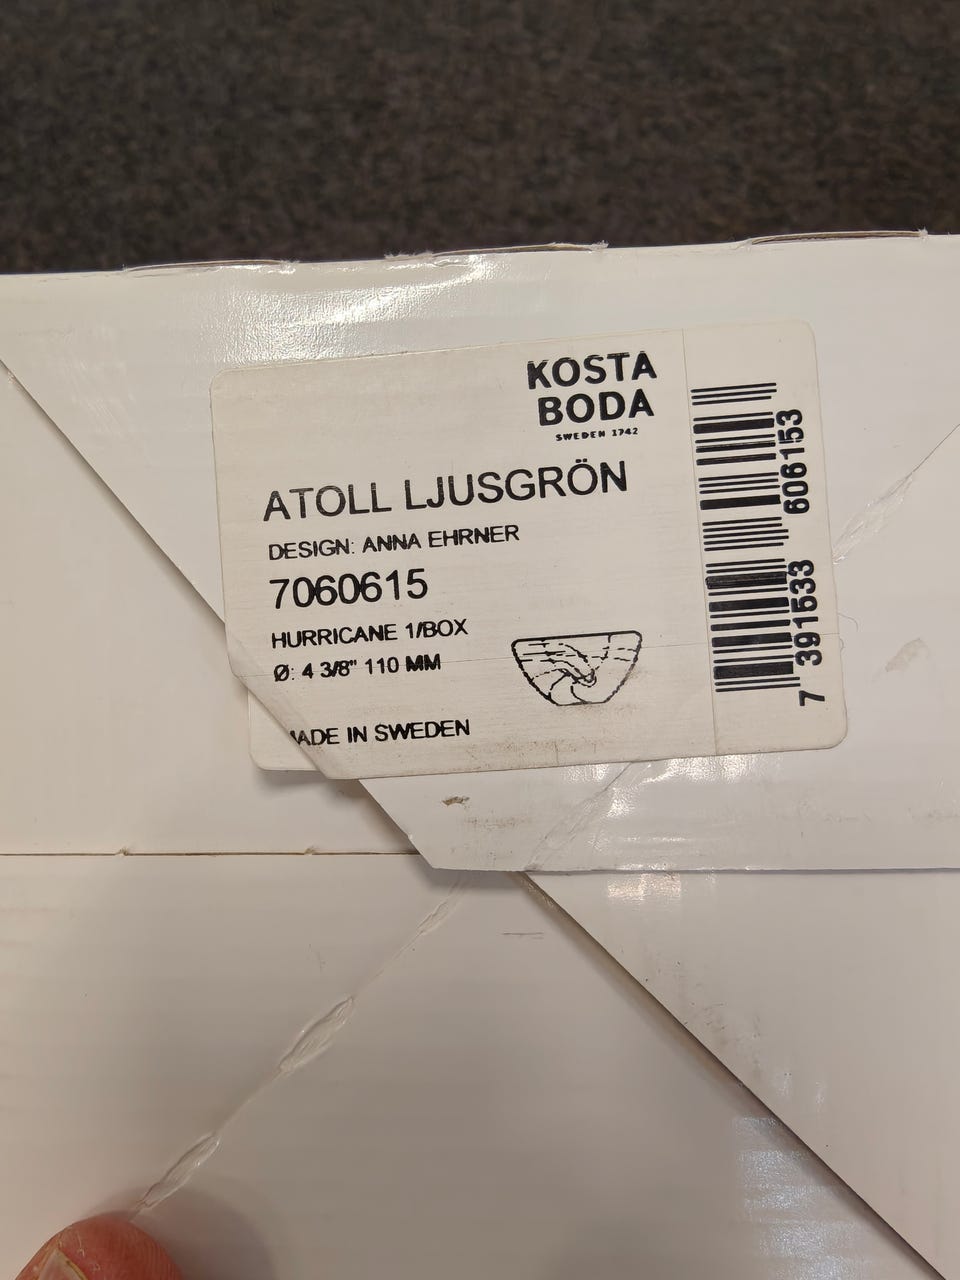 KOSTA
BODA
SWEDEN 1742
ATOLL LJUSGRÖN
DESIGN: ANNA EHRNER
7060615
HURRICANE 1/BOX
Ø: 4 3/8" 110 MM
MADE IN SWEDEN
7 391533 606153